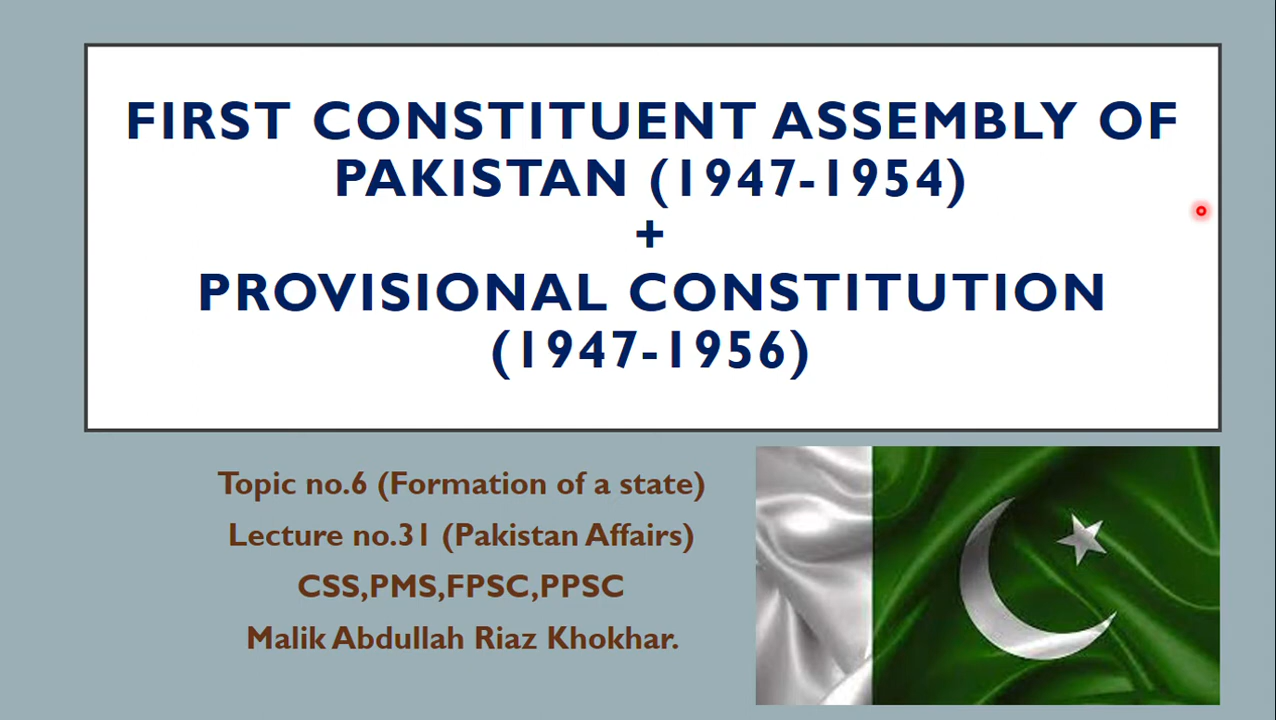 FIRST CONSTITUENT ASSEMBLY OF
PAKISTAN (1947-1954)
+
PROVISIONAL CONSTITUTION
(1947-1956)
Topic no.6 (Formation of a state)
Lecture no.31 (Pakistan Affairs)
CSS,PMS,FPSC,PPSC
Malik Abdullah Riaz Khokhar.